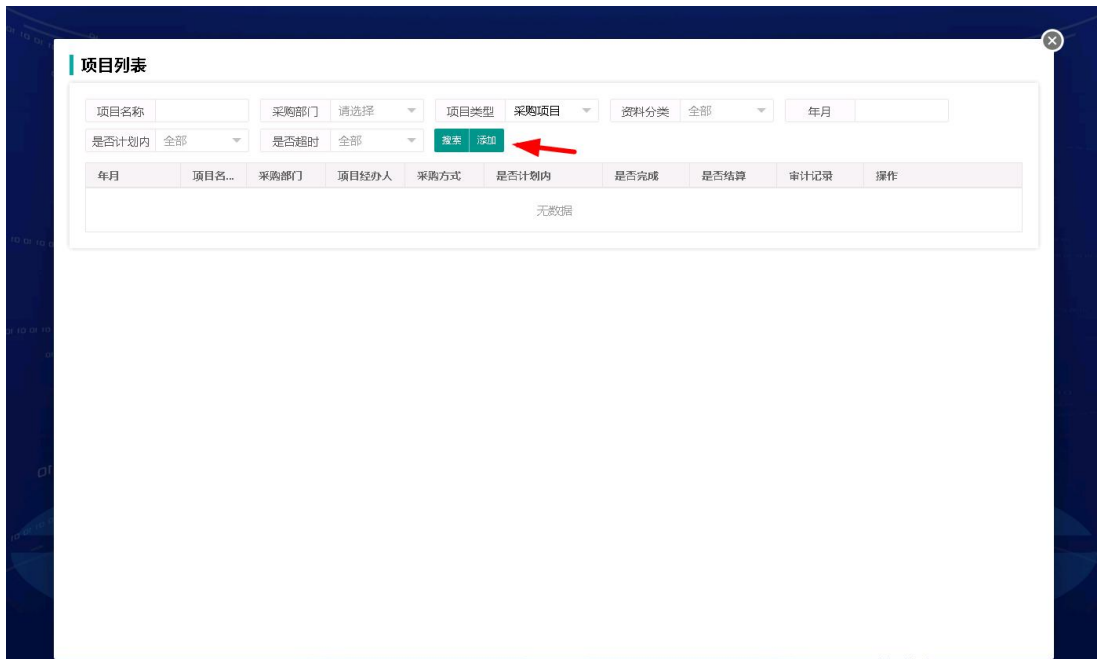 项目列表
项目名称 采购部门 请选择 项目类型 采购项目 资料分类 全部 年月
是否计划内 全部 是否超时 全部 搜索 添加
年月 项目名... 采购部门 项目经办人 采购方式 是否计划内 是否完成 是否结算 审计记录 操作
无数据